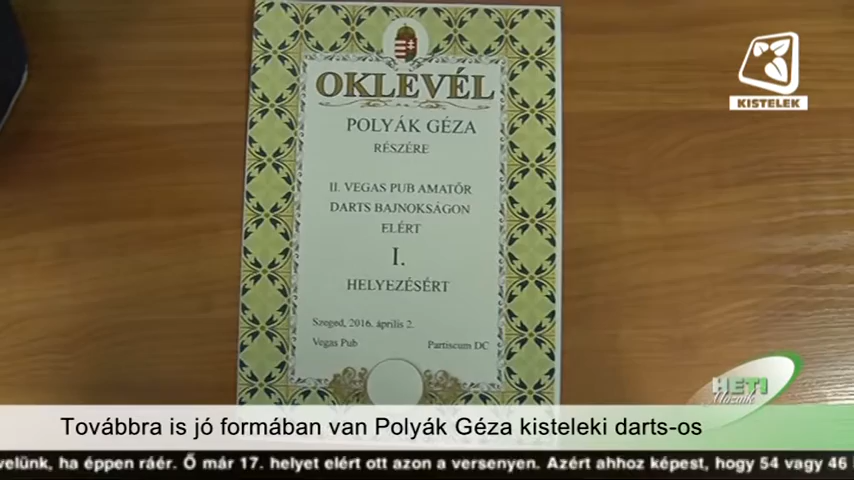 KISTELEK
OKLEVÉL
POLYÁK GÉZA
RÉSZÉRE
II. VEGAS PUB AMATŐR
DARTS BAJNOKSÁGON
ELÉRT
I.
HELYEZÉSÉRT
Szeged, 2016. április 2.
Vegas Pub Partiscum DC
HETI
Mozaik
Továbbra is jó formában van Polyák Géza kisteleki darts-os
velünk, ha éppen ráér. Ő már 17. helyet elért ott azon a versenyen. Azért ahhoz képest, hogy 54 vagy 46